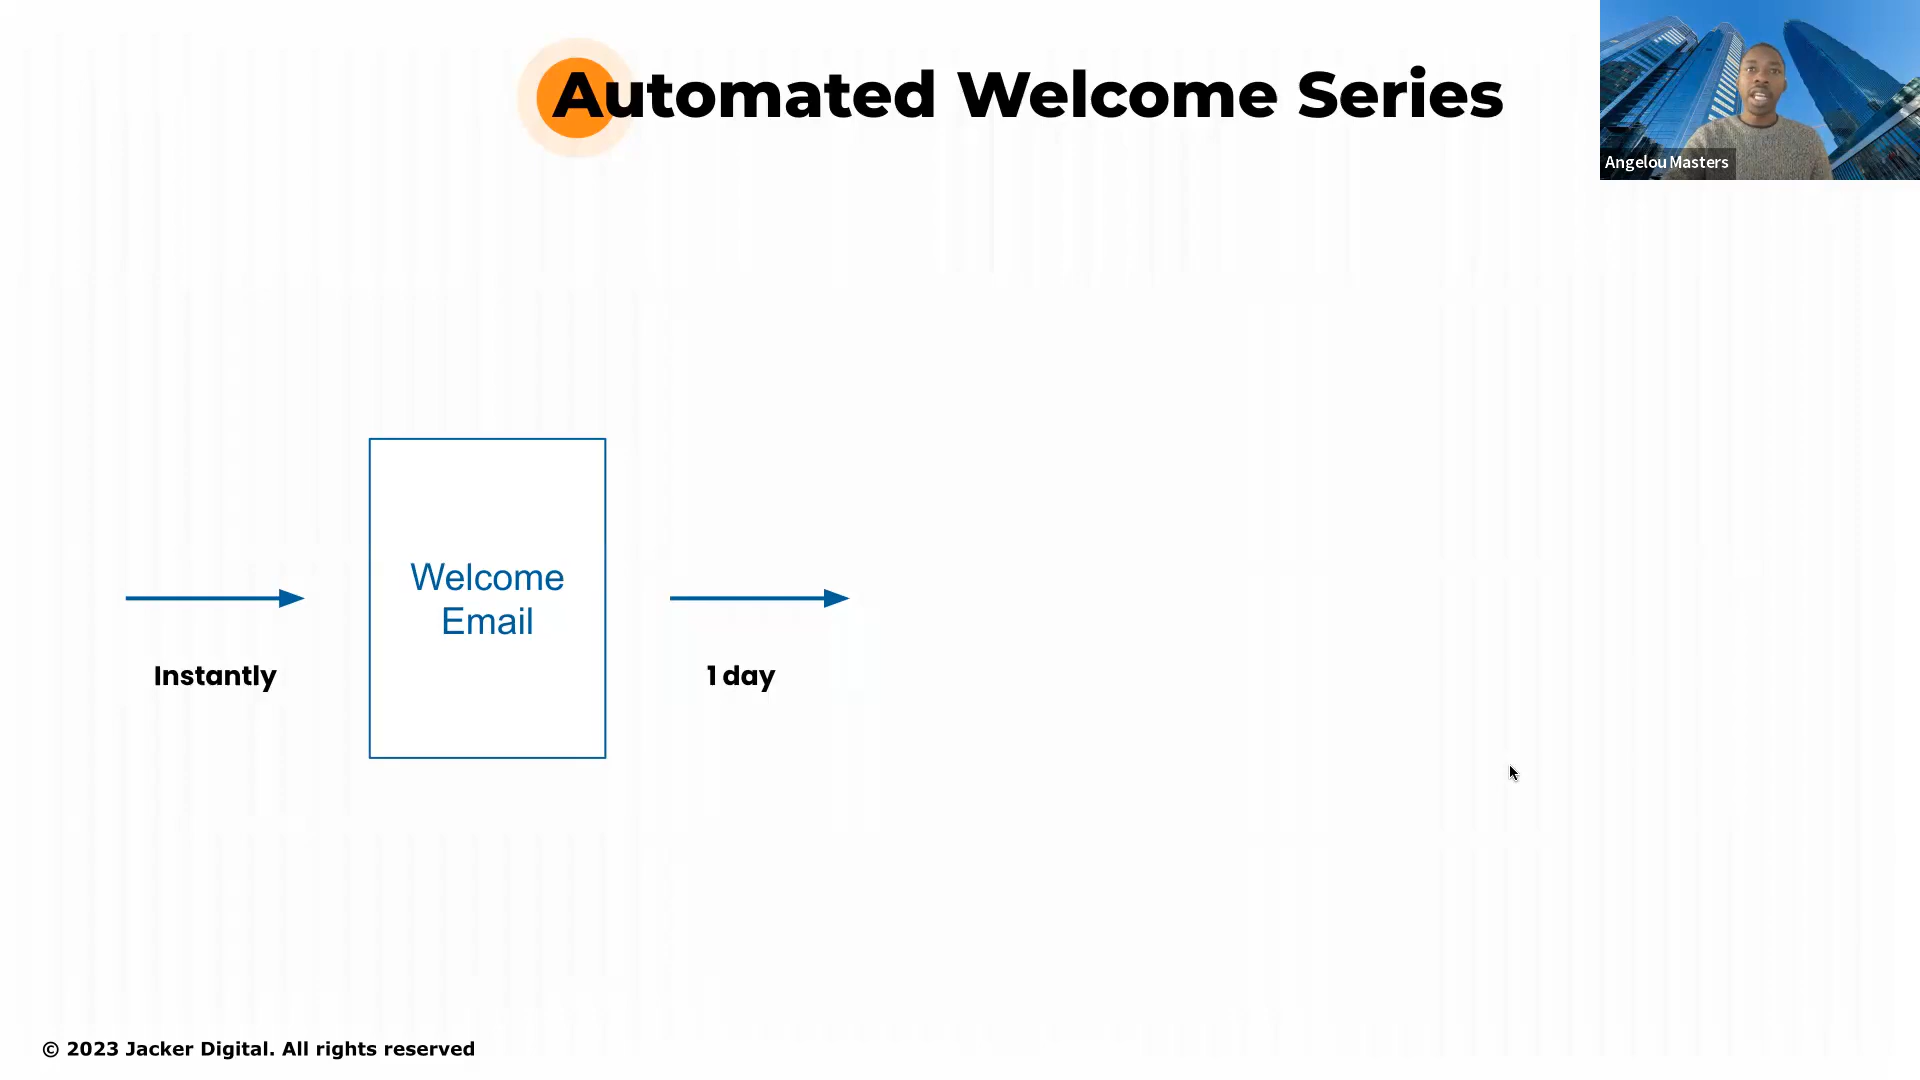 Automated Welcome Series
Angelou Masters
Welcome
Email
Instantly
1 day
© 2023 Jacker Digital. All rights reserved